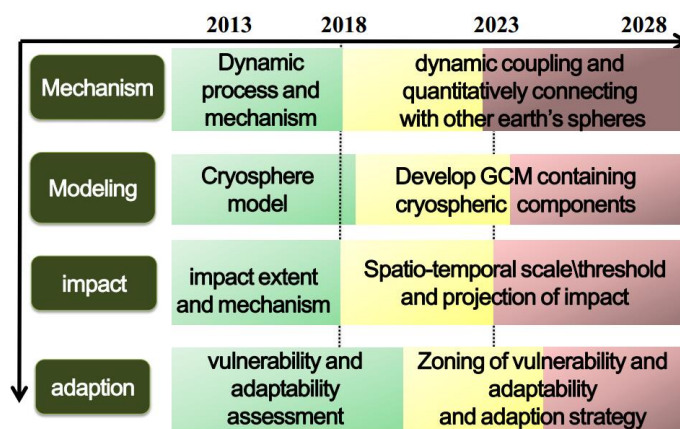 2013 2018 2023 2028
Mechanism
Dynamic
process and
mechanism
dynamic coupling and
quantitatively connecting
with other earth's spheres
Modeling
Cryosphere
model
Develop GCM containing
cryospheric components
impact
impact extent
and mechanism
Spatio-temporal scale\threshold
and projection of impact
adaption
vulnerability and
adaptability
assessment
Zoning of vulnerability and
adaptability
and adaption strategy